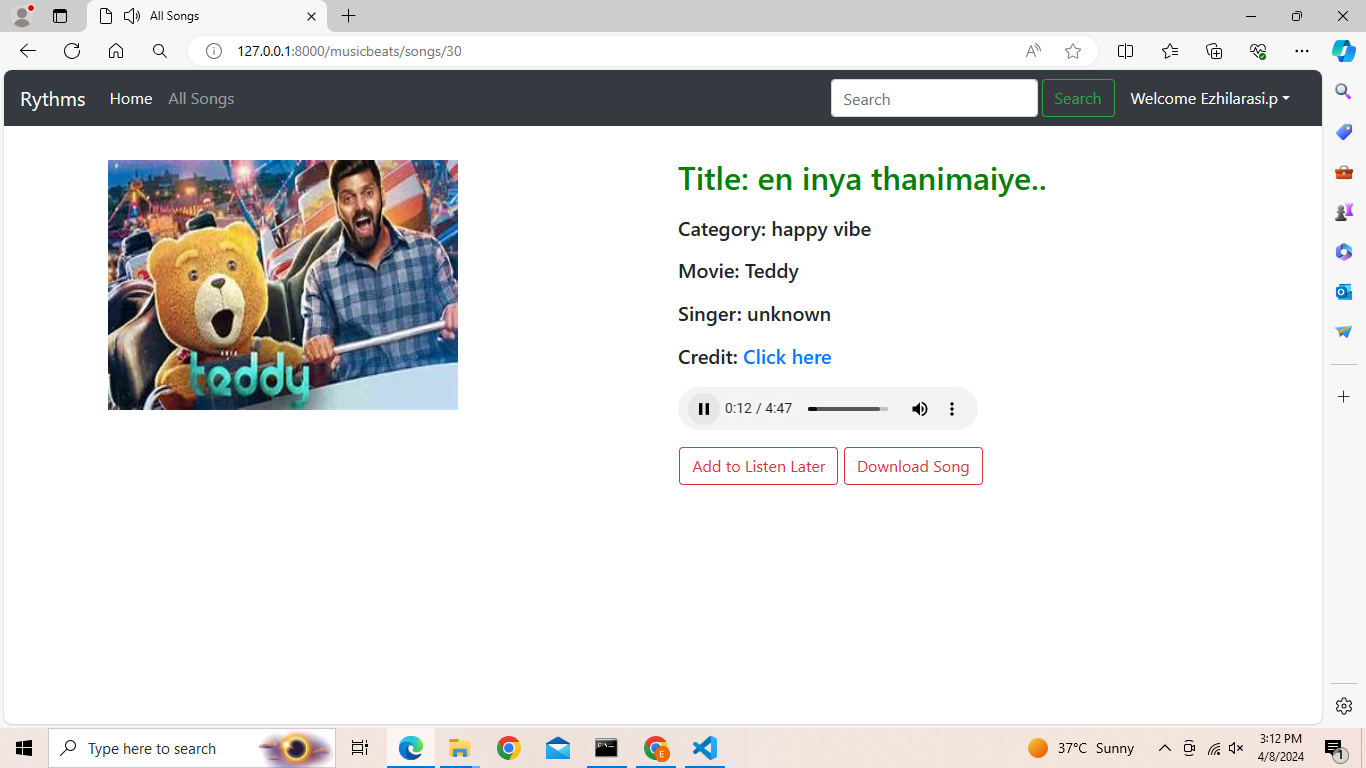 All Songs
127.0.0.1:8000/musicbeats/songs/30
Rythms Home All Songs Search Search Welcome Ezhilarasi.p
teddy
Title: en inya thanimaiye..
Category: happy vibe
Movie: Teddy
Singer: unknown
Credit: Click here
0:12 / 4:47
Add to Listen Later Download Song
Type here to search
37°C Sunny
3:12 PM
4/8/2024
1